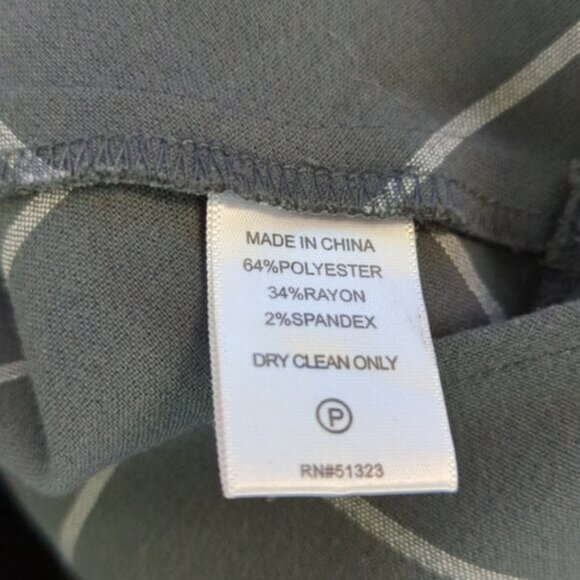 MADE IN CHINA
64%POLYESTER
34%RAYON
2%SPANDEX
DRY CLEAN ONLY
P
RN#51323